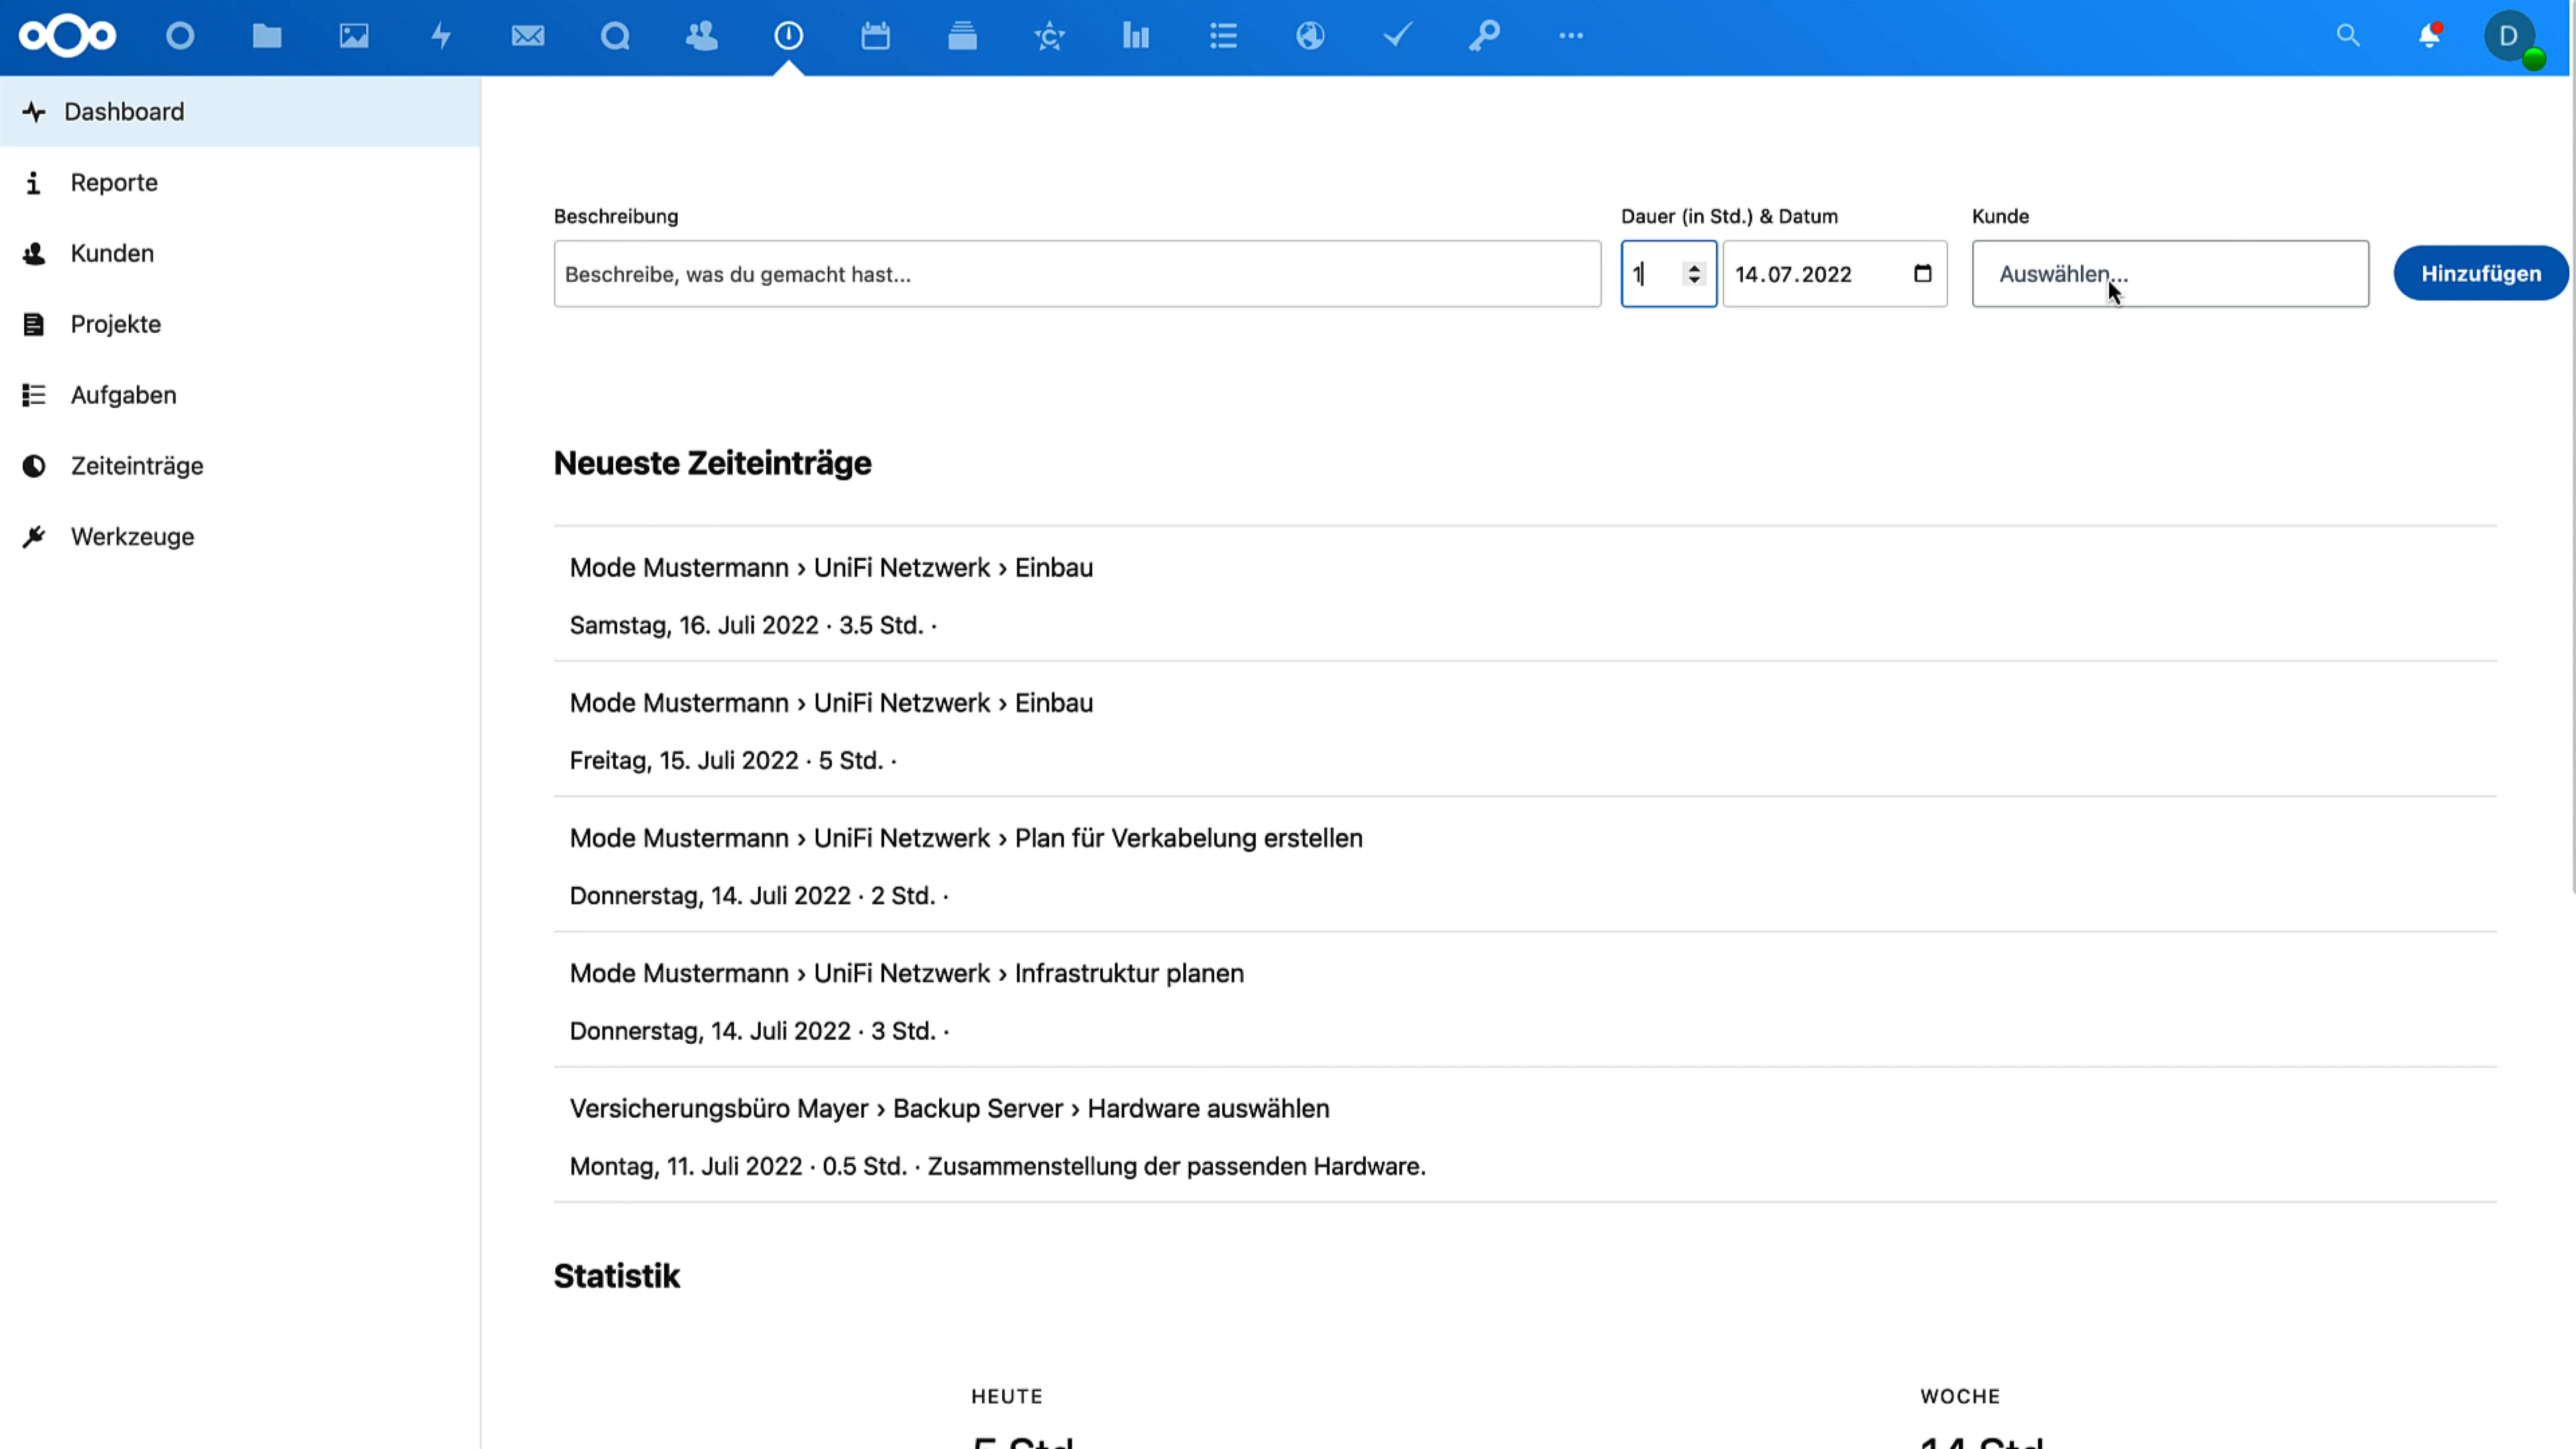 D
Dashboard
Reporte
Kunden
Projekte
Aufgaben
Zeiteinträge
Werkzeuge
Beschreibung
Dauer (in Std.) & Datum
Kunde
Beschreibe, was du gemacht hast...
1
14.07.2022
Auswählen...
Hinzufügen
Neueste Zeiteinträge
Mode Mustermann › UniFi Netzwerk › Einbau
Samstag, 16. Juli 2022 · 3.5 Std. ·
Mode Mustermann › UniFi Netzwerk › Einbau
Freitag, 15. Juli 2022 · 5 Std. ·
Mode Mustermann › UniFi Netzwerk › Plan für Verkabelung erstellen
Donnerstag, 14. Juli 2022 · 2 Std. ·
Mode Mustermann › UniFi Netzwerk › Infrastruktur planen
Donnerstag, 14. Juli 2022 · 3 Std. ·
Versicherungsbüro Mayer › Backup Server › Hardware auswählen
Montag, 11. Juli 2022 · 0.5 Std. · Zusammenstellung der passenden Hardware.
Statistik
HEUTE
WOCHE
5 Std
14 Std